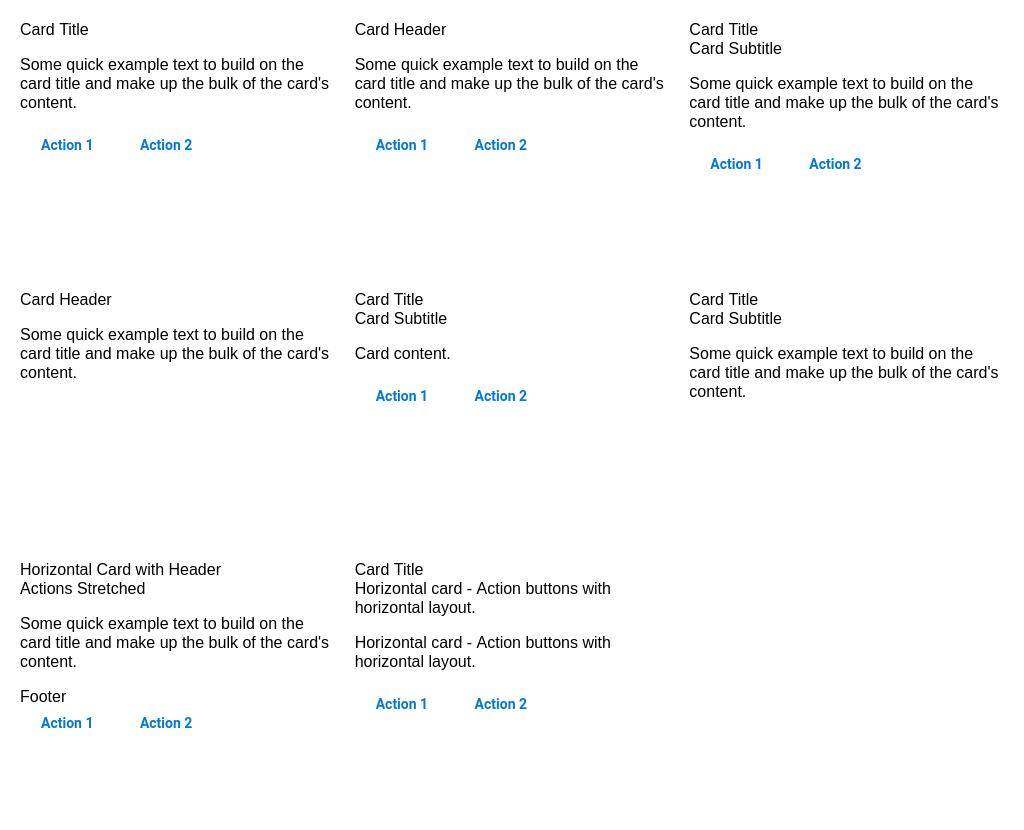 Card Title
Some quick example text to build on the
card title and make up the bulk of the card's
content.
Action 1 Action 2
Card Header
Some quick example text to build on the
card title and make up the bulk of the card's
content.
Action 1 Action 2
Card Title
Card Subtitle
Some quick example text to build on the
card title and make up the bulk of the card's
content.
Action 1 Action 2
Card Header
Some quick example text to build on the
card title and make up the bulk of the card's
content.
Card Title
Card Subtitle
Card content.
Action 1 Action 2
Card Title
Card Subtitle
Some quick example text to build on the
card title and make up the bulk of the card's
content.
Horizontal Card with Header
Actions Stretched
Some quick example text to build on the
card title and make up the bulk of the card's
content.
Footer
Action 1 Action 2
Card Title
Horizontal card - Action buttons with
horizontal layout.
Horizontal card - Action buttons with
horizontal layout.
Action 1 Action 2